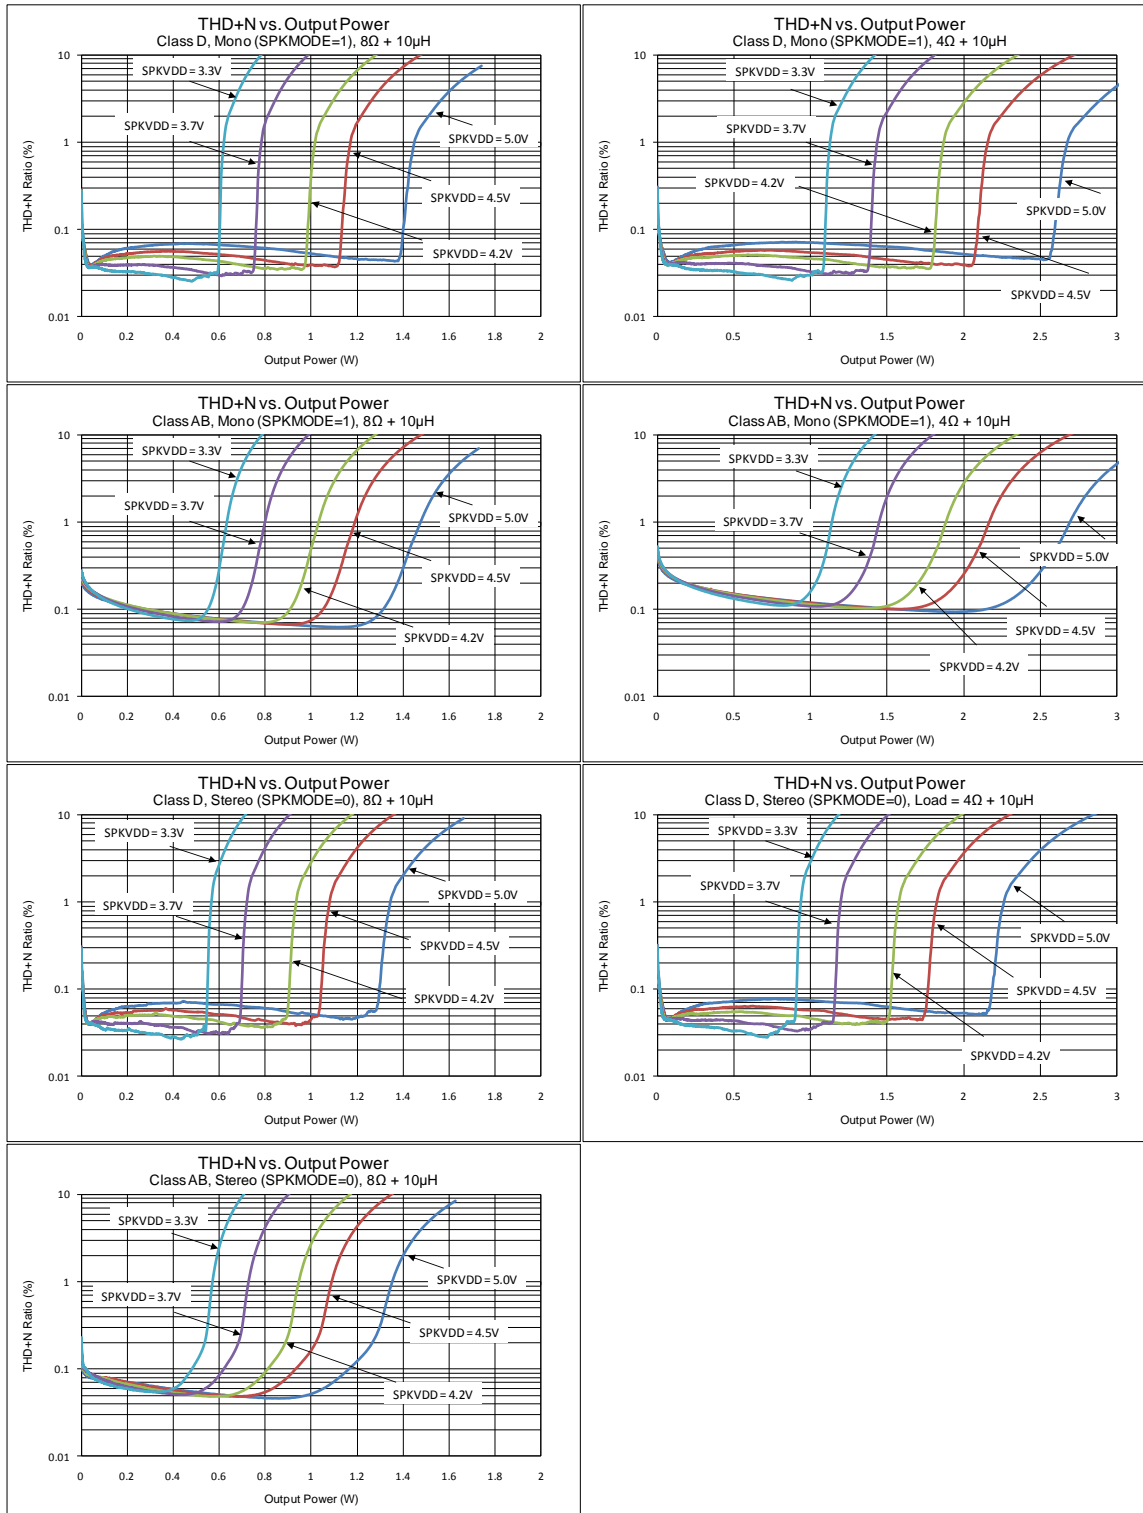 THD+N vs. Output Power
Class D, Mono (SPKMODE=1), 8Ω + 10µH
THD+N Ratio (%)
10
1
0.1
0.01
SPKVDD = 3.3V
SPKVDD = 3.7V
SPKVDD = 5.0V
SPKVDD = 4.5V
SPKVDD = 4.2V
0 0.2 0.4 0.6 0.8 1 1.2 1.4 1.6 1.8 2
Output Power (W)
THD+N vs. Output Power
Class D, Mono (SPKMODE=1), 4Ω + 10µH
THD+N Ratio (%)
10
1
0.1
0.01
SPKVDD = 3.3V
SPKVDD = 3.7V
SPKVDD = 4.2V
SPKVDD = 5.0V
SPKVDD = 4.5V
0 0.5 1 1.5 2 2.5 3
Output Power (W)
THD+N vs. Output Power
Class AB, Mono (SPKMODE=1), 8Ω + 10µH
THD+N Ratio (%)
10
1
0.1
0.01
SPKVDD = 3.3V
SPKVDD = 3.7V
SPKVDD = 5.0V
SPKVDD = 4.5V
SPKVDD = 4.2V
0 0.2 0.4 0.6 0.8 1 1.2 1.4 1.6 1.8 2
Output Power (W)
THD+N vs. Output Power
Class AB, Mono (SPKMODE=1), 4Ω + 10µH
THD+N Ratio (%)
10
1
0.1
0.01
SPKVDD = 3.3V
SPKVDD = 3.7V
SPKVDD = 5.0V
SPKVDD = 4.5V
SPKVDD = 4.2V
0 0.5 1 1.5 2 2.5 3
Output Power (W)
THD+N vs. Output Power
Class D, Stereo (SPKMODE=0), 8Ω + 10µH
THD+N Ratio (%)
10
1
0.1
0.01
SPKVDD = 3.3V
SPKVDD = 3.7V
SPKVDD = 5.0V
SPKVDD = 4.5V
SPKVDD = 4.2V
0 0.2 0.4 0.6 0.8 1 1.2 1.4 1.6 1.8 2
Output Power (W)
THD+N vs. Output Power
Class D, Stereo (SPKMODE=0), Load = 4Ω + 10µH
THD+N Ratio (%)
10
1
0.1
0.01
SPKVDD = 3.3V
SPKVDD = 3.7V
SPKVDD = 5.0V
SPKVDD = 4.5V
SPKVDD = 4.2V
0 0.5 1 1.5 2 2.5 3
Output Power (W)
THD+N vs. Output Power
Class AB, Stereo (SPKMODE=0), 8Ω + 10µH
THD+N Ratio (%)
10
1
0.1
0.01
SPKVDD = 3.3V
SPKVDD = 3.7V
SPKVDD = 5.0V
SPKVDD = 4.5V
SPKVDD = 4.2V
0 0.2 0.4 0.6 0.8 1 1.2 1.4 1.6 1.8 2
Output Power (W)